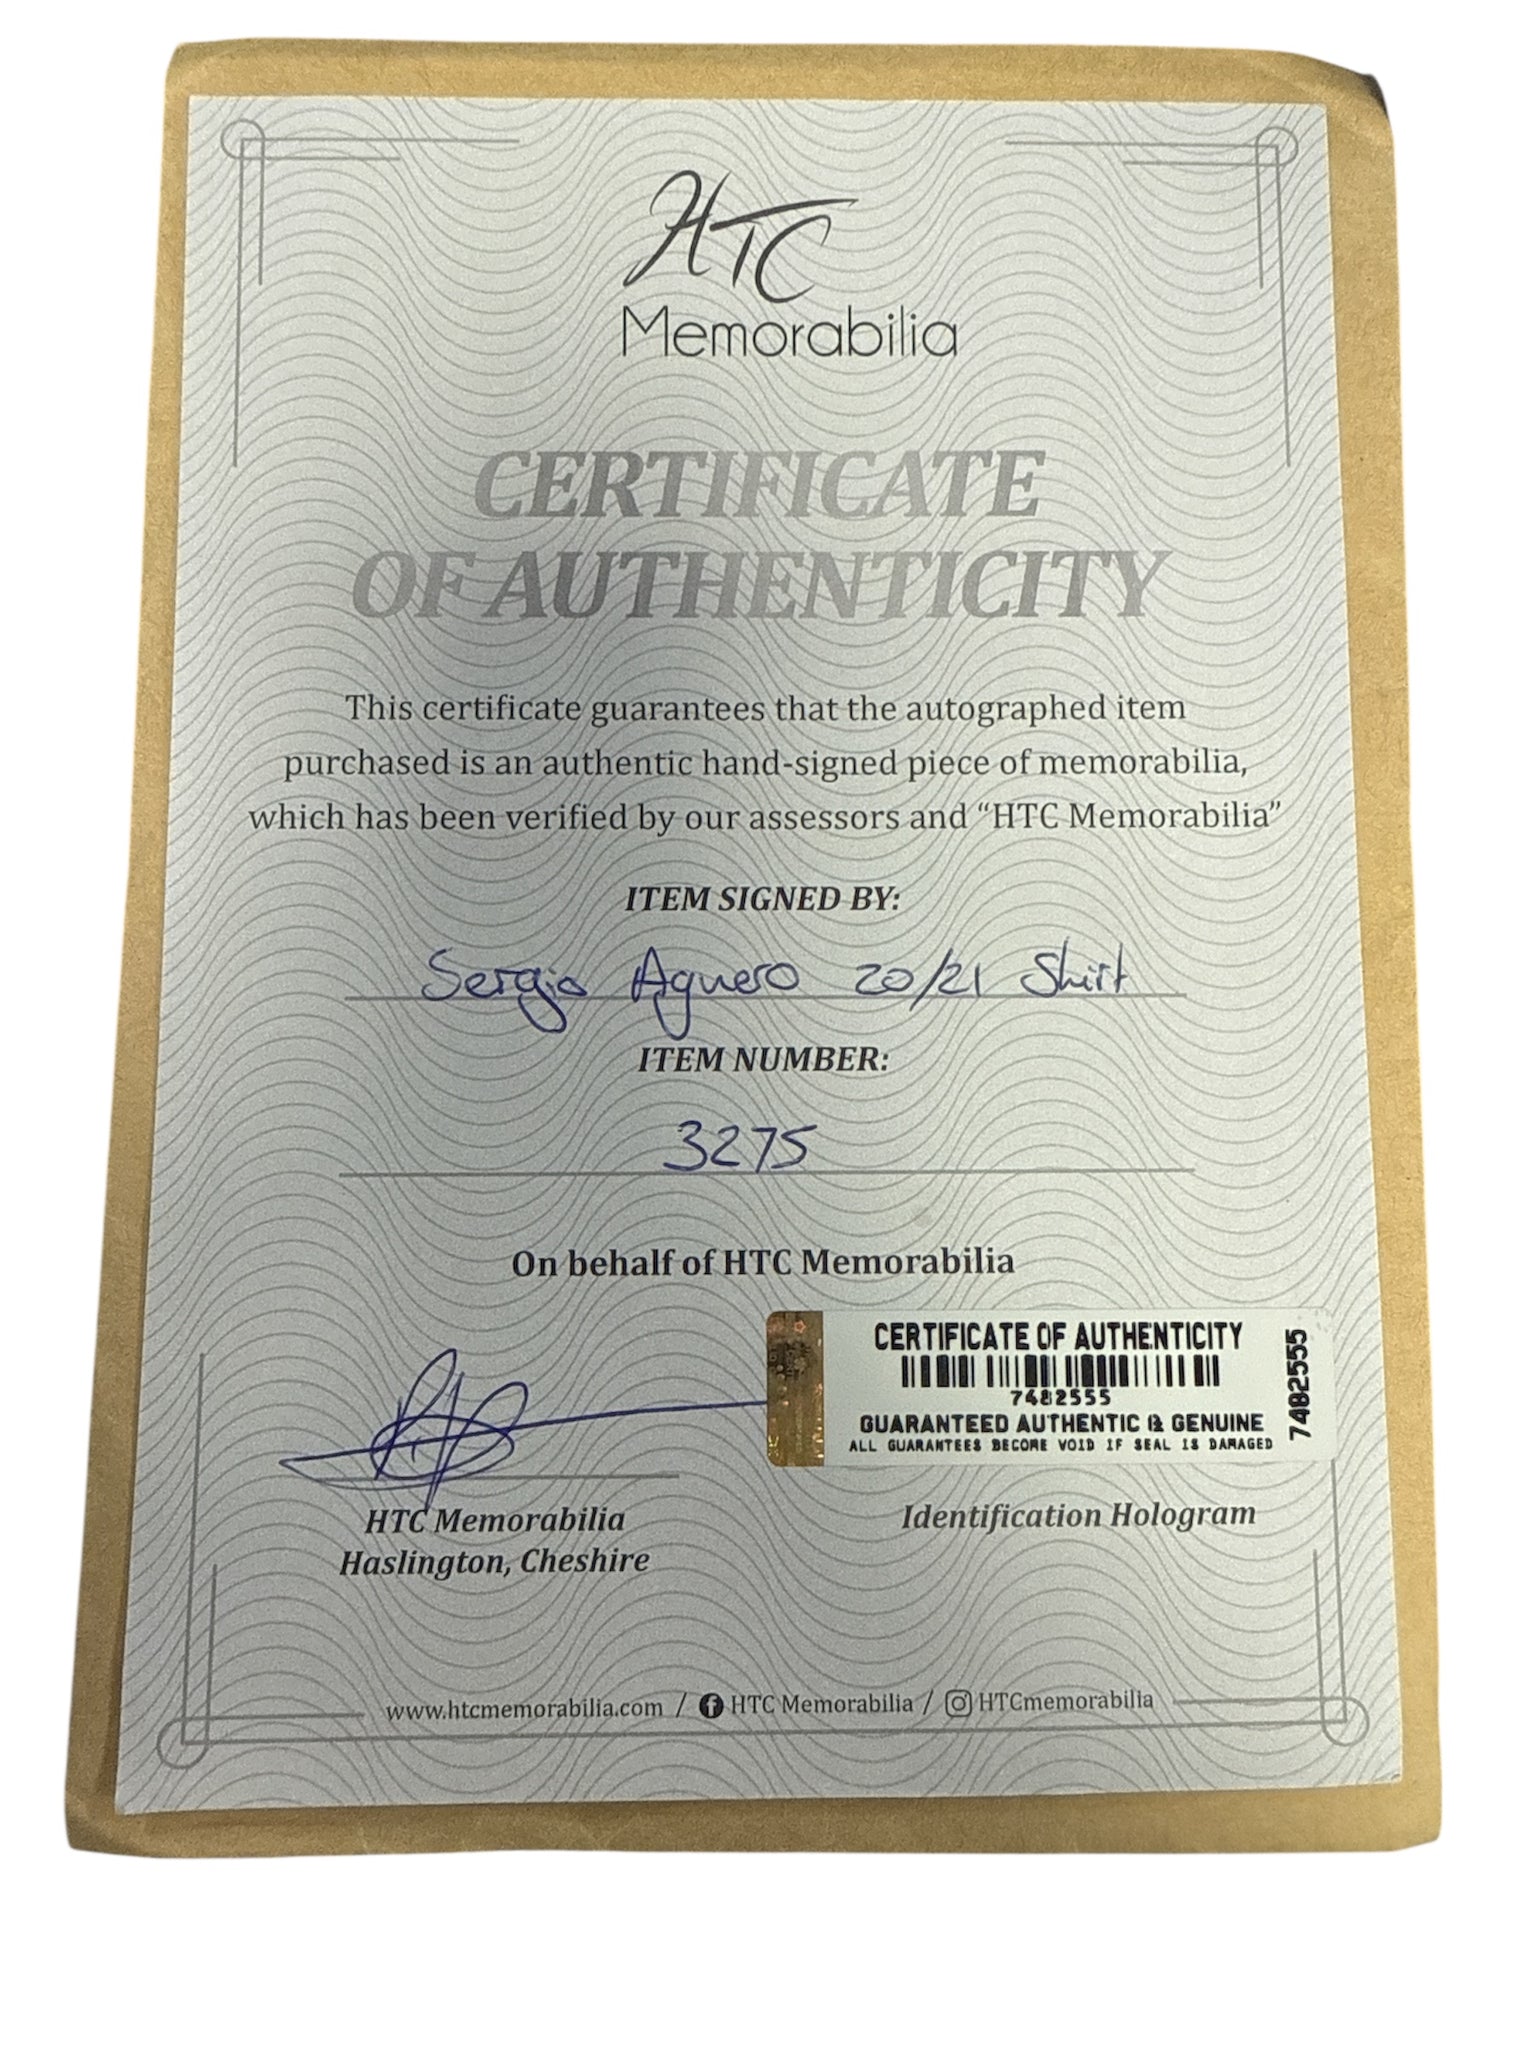 HTC
Memorabilia
CERTIFICATE
OF AUTHENTICITY
This certificate guarantees that the autographed item
purchased is an authentic hand-signed piece of memorabilia,
which has been verified by our assessors and “HTC Memorabilia”
ITEM SIGNED BY:
Sergio Aguero 20/21 Shirt
ITEM NUMBER:
3275
On behalf of HTC Memorabilia
CERTIFICATE OF AUTHENTICITY
7482555
GUARANTEED AUTHENTIC & GENUINE
ALL GUARANTEES BECOME VOID IF SEAL IS DAMAGED
7482555
HTC Memorabilia
Haslington, Cheshire
Identification Hologram
www.htcmemorabilia.com / HTC Memorabilia / HTCmemorabilia